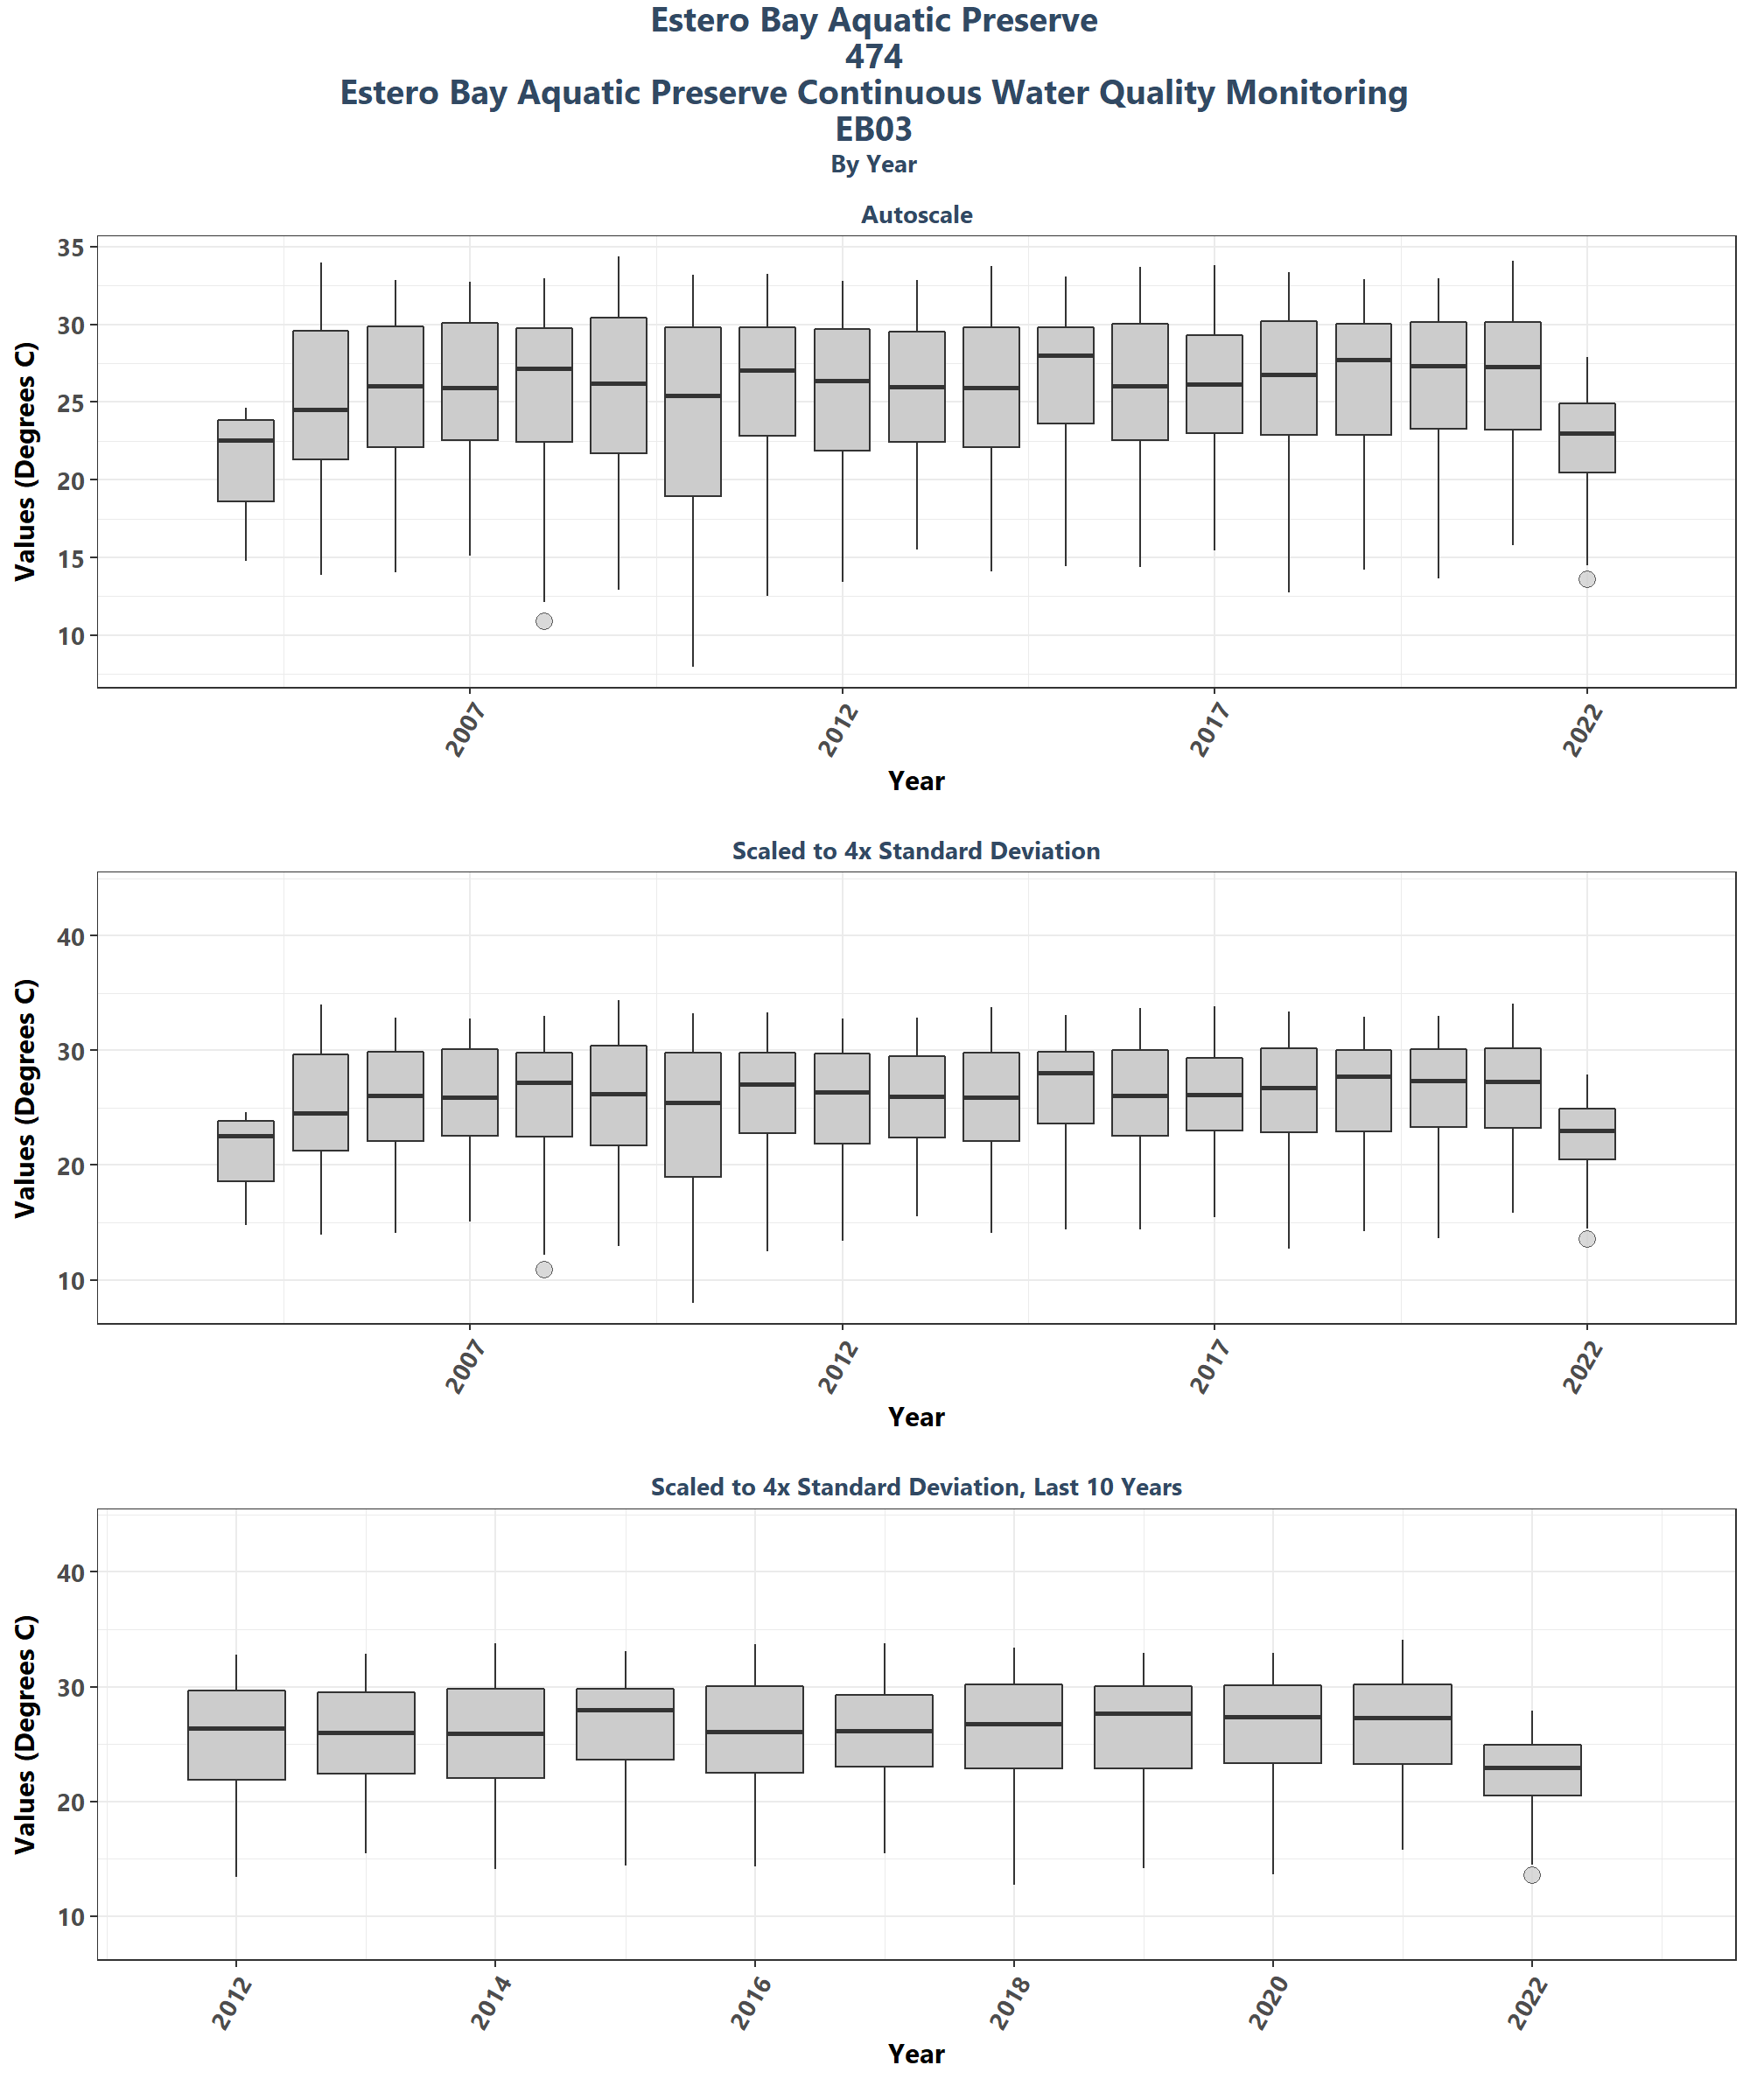 Estero Bay Aquatic Preserve
474
Estero Bay Aquatic Preserve Continuous Water Quality Monitoring
EB03
By Year
Autoscale
Values (Degrees C)
35
30
25
20
15
10
2007
2012
2017
2022
Year
Scaled to 4x Standard Deviation
Values (Degrees C)
40
30
20
10
2007
2012
2017
2022
Year
Scaled to 4x Standard Deviation, Last 10 Years
Values (Degrees C)
40
30
20
10
2012
2014
2016
2018
2020
2022
Year